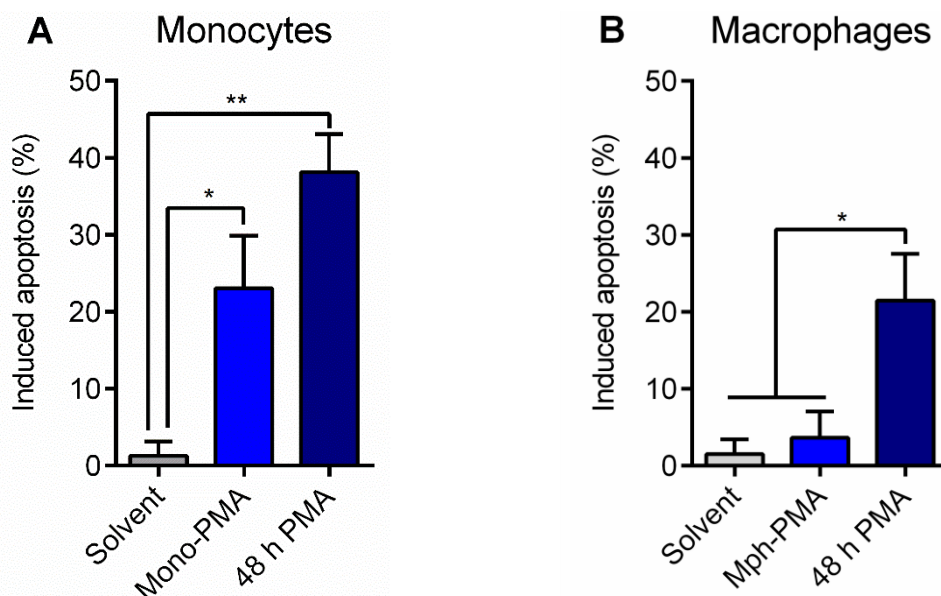 A
Monocytes
Induced apoptosis (%)
50
40
30
20
10
0
**
*
Solvent
Mono-PMA
48 h PMA
B
Macrophages
Induced apoptosis (%)
50
40
30
20
10
0
*
Solvent
Mph-PMA
48 h PMA